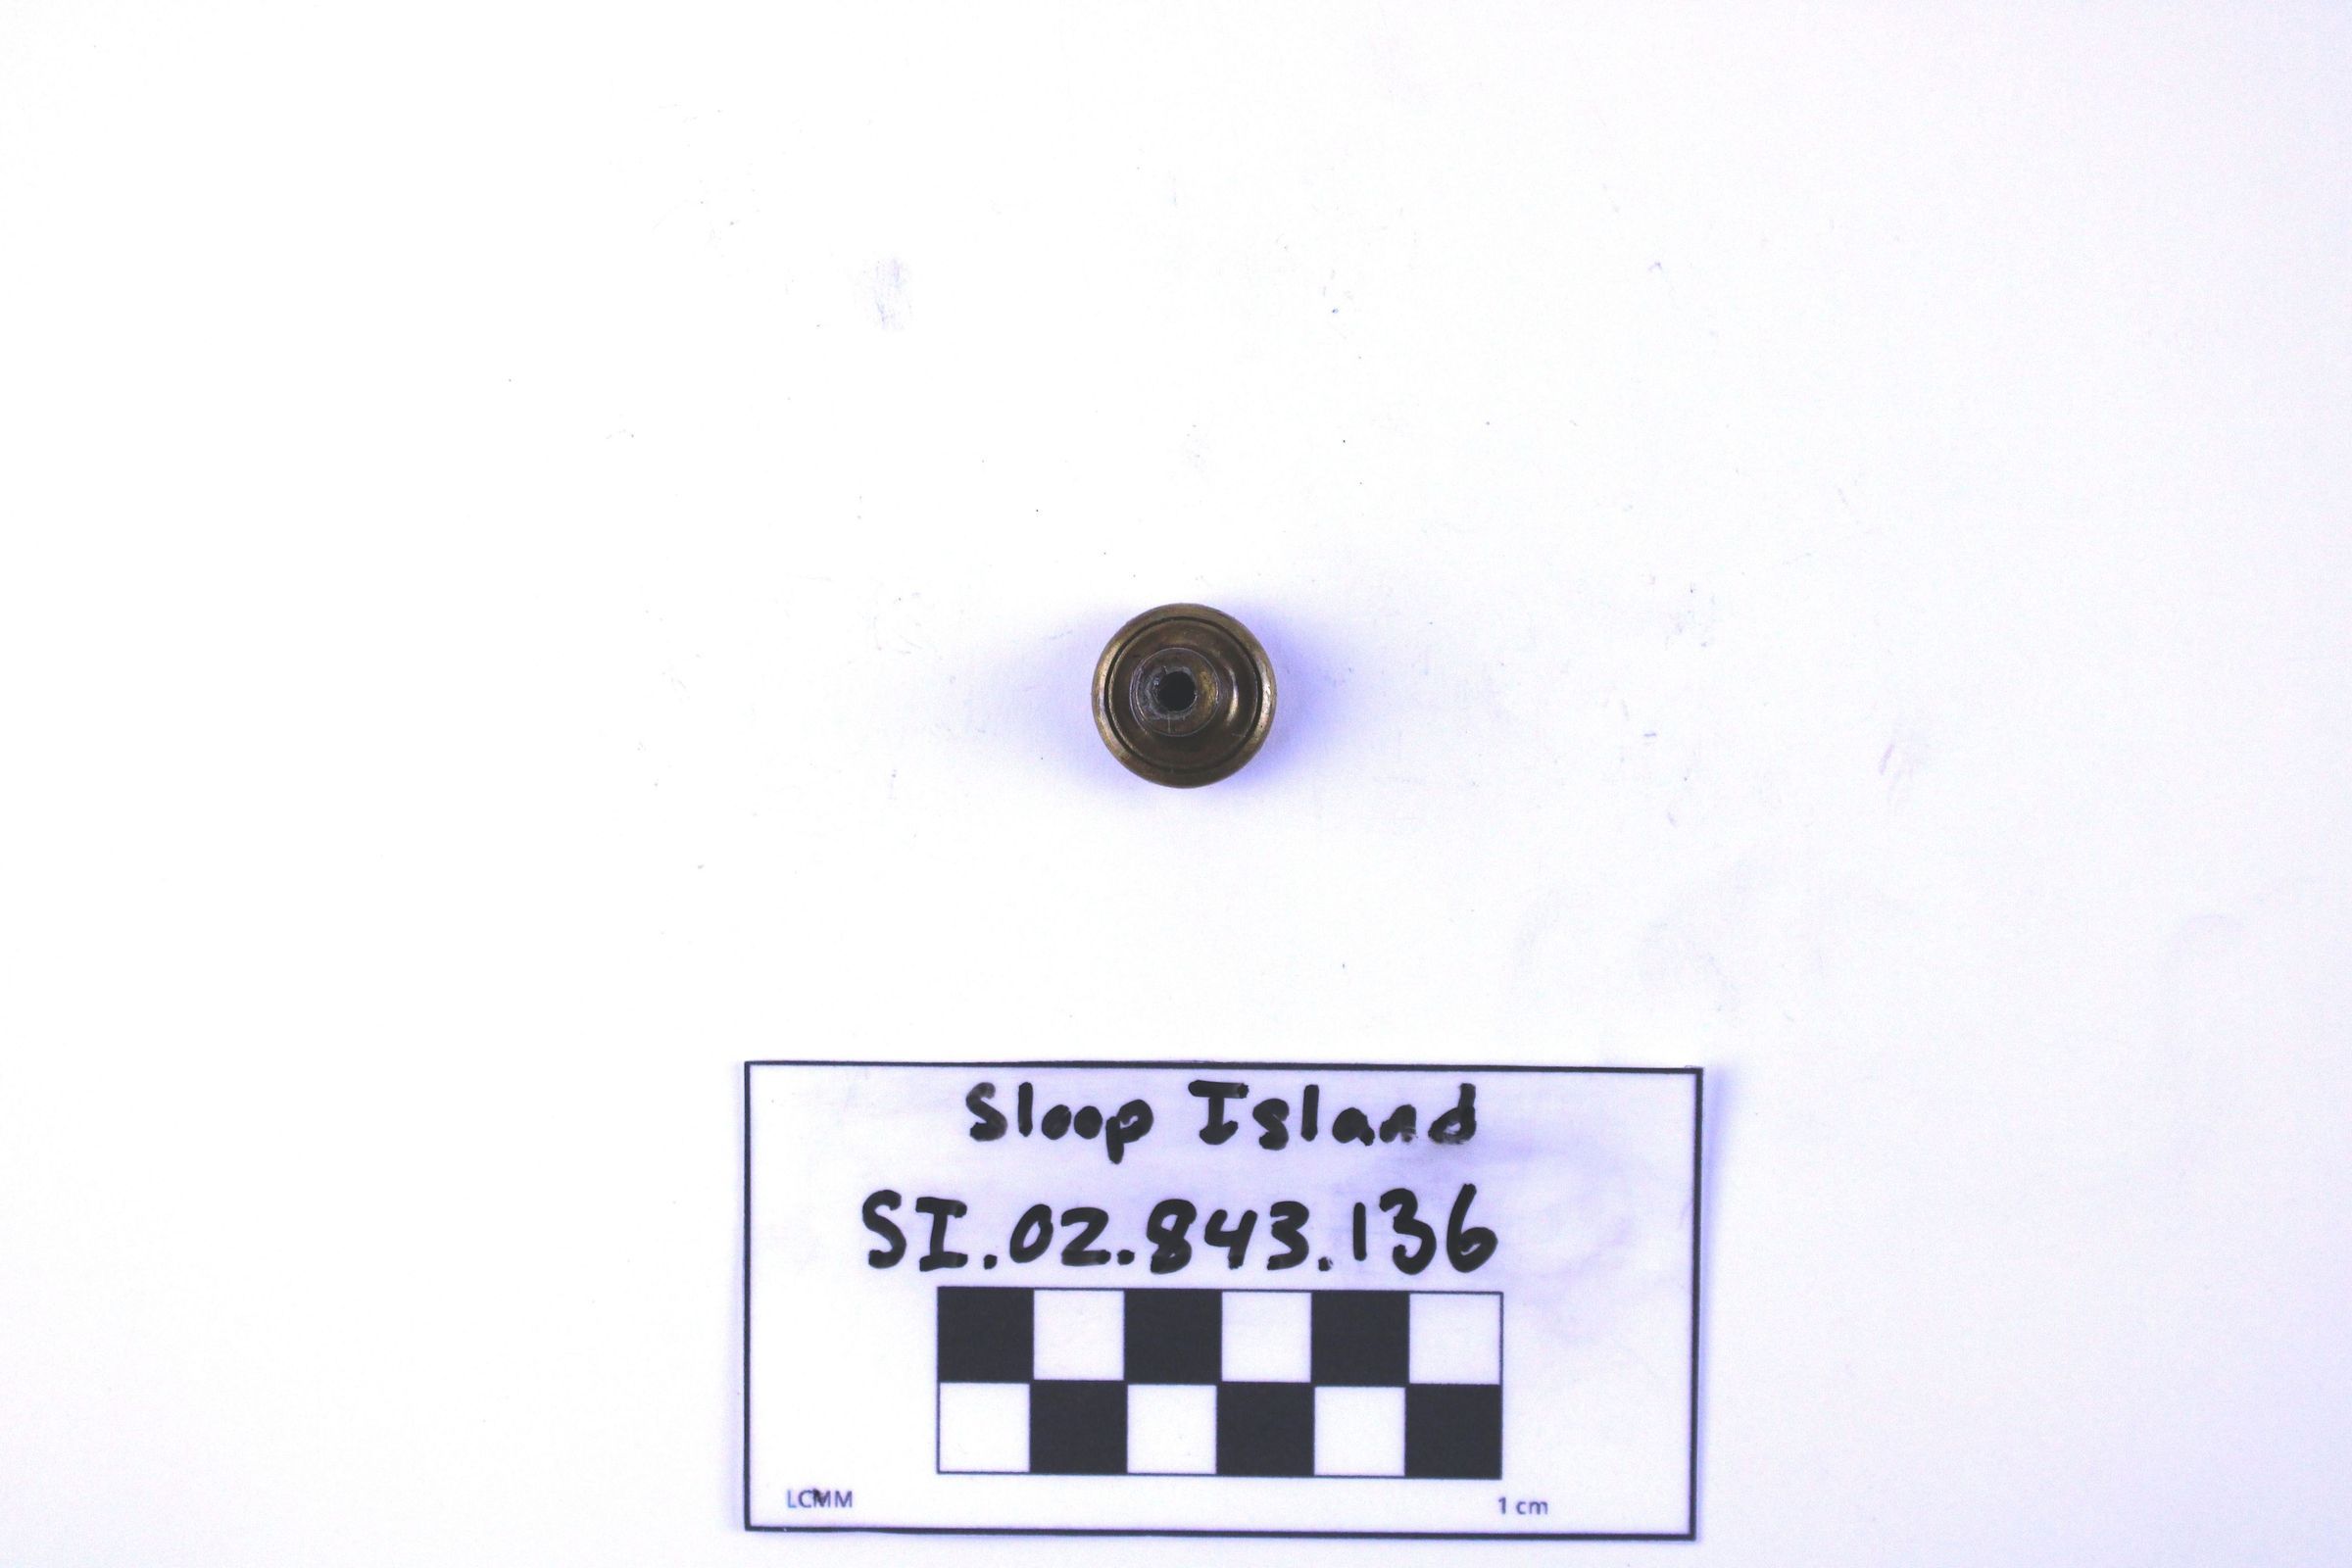 Sloop Island
SI.02.843.136
LCMM
1 cm